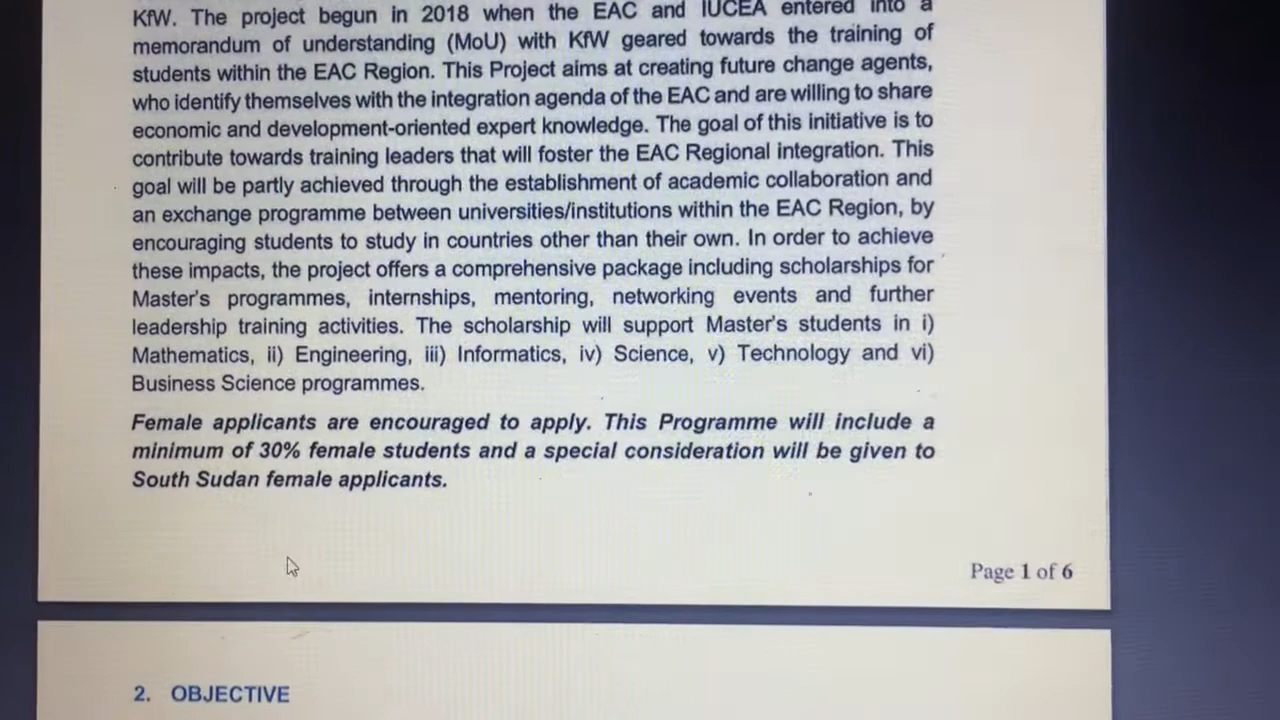 KfW. The project begun in 2018 when the EAC and IUCEA entered into a
memorandum of understanding (MoU) with KfW geared towards the training of
students within the EAC Region. This Project aims at creating future change agents,
who identify themselves with the integration agenda of the EAC and are willing to share
economic and development-oriented expert knowledge. The goal of this initiative is to
contribute towards training leaders that will foster the EAC Regional integration. This
goal will be partly achieved through the establishment of academic collaboration and
an exchange programme between universities/institutions within the EAC Region, by
encouraging students to study in countries other than their own. In order to achieve
these impacts, the project offers a comprehensive package including scholarships for
Master's programmes, internships, mentoring, networking events and further
leadership training activities. The scholarship will support Master's students in i)
Mathematics, ii) Engineering, iii) Informatics, iv) Science, v) Technology and vi)
Business Science programmes.
Female applicants are encouraged to apply. This Programme will include a
minimum of 30% female students and a special consideration will be given to
South Sudan female applicants.
Page 1 of 6
2. OBJECTIVE